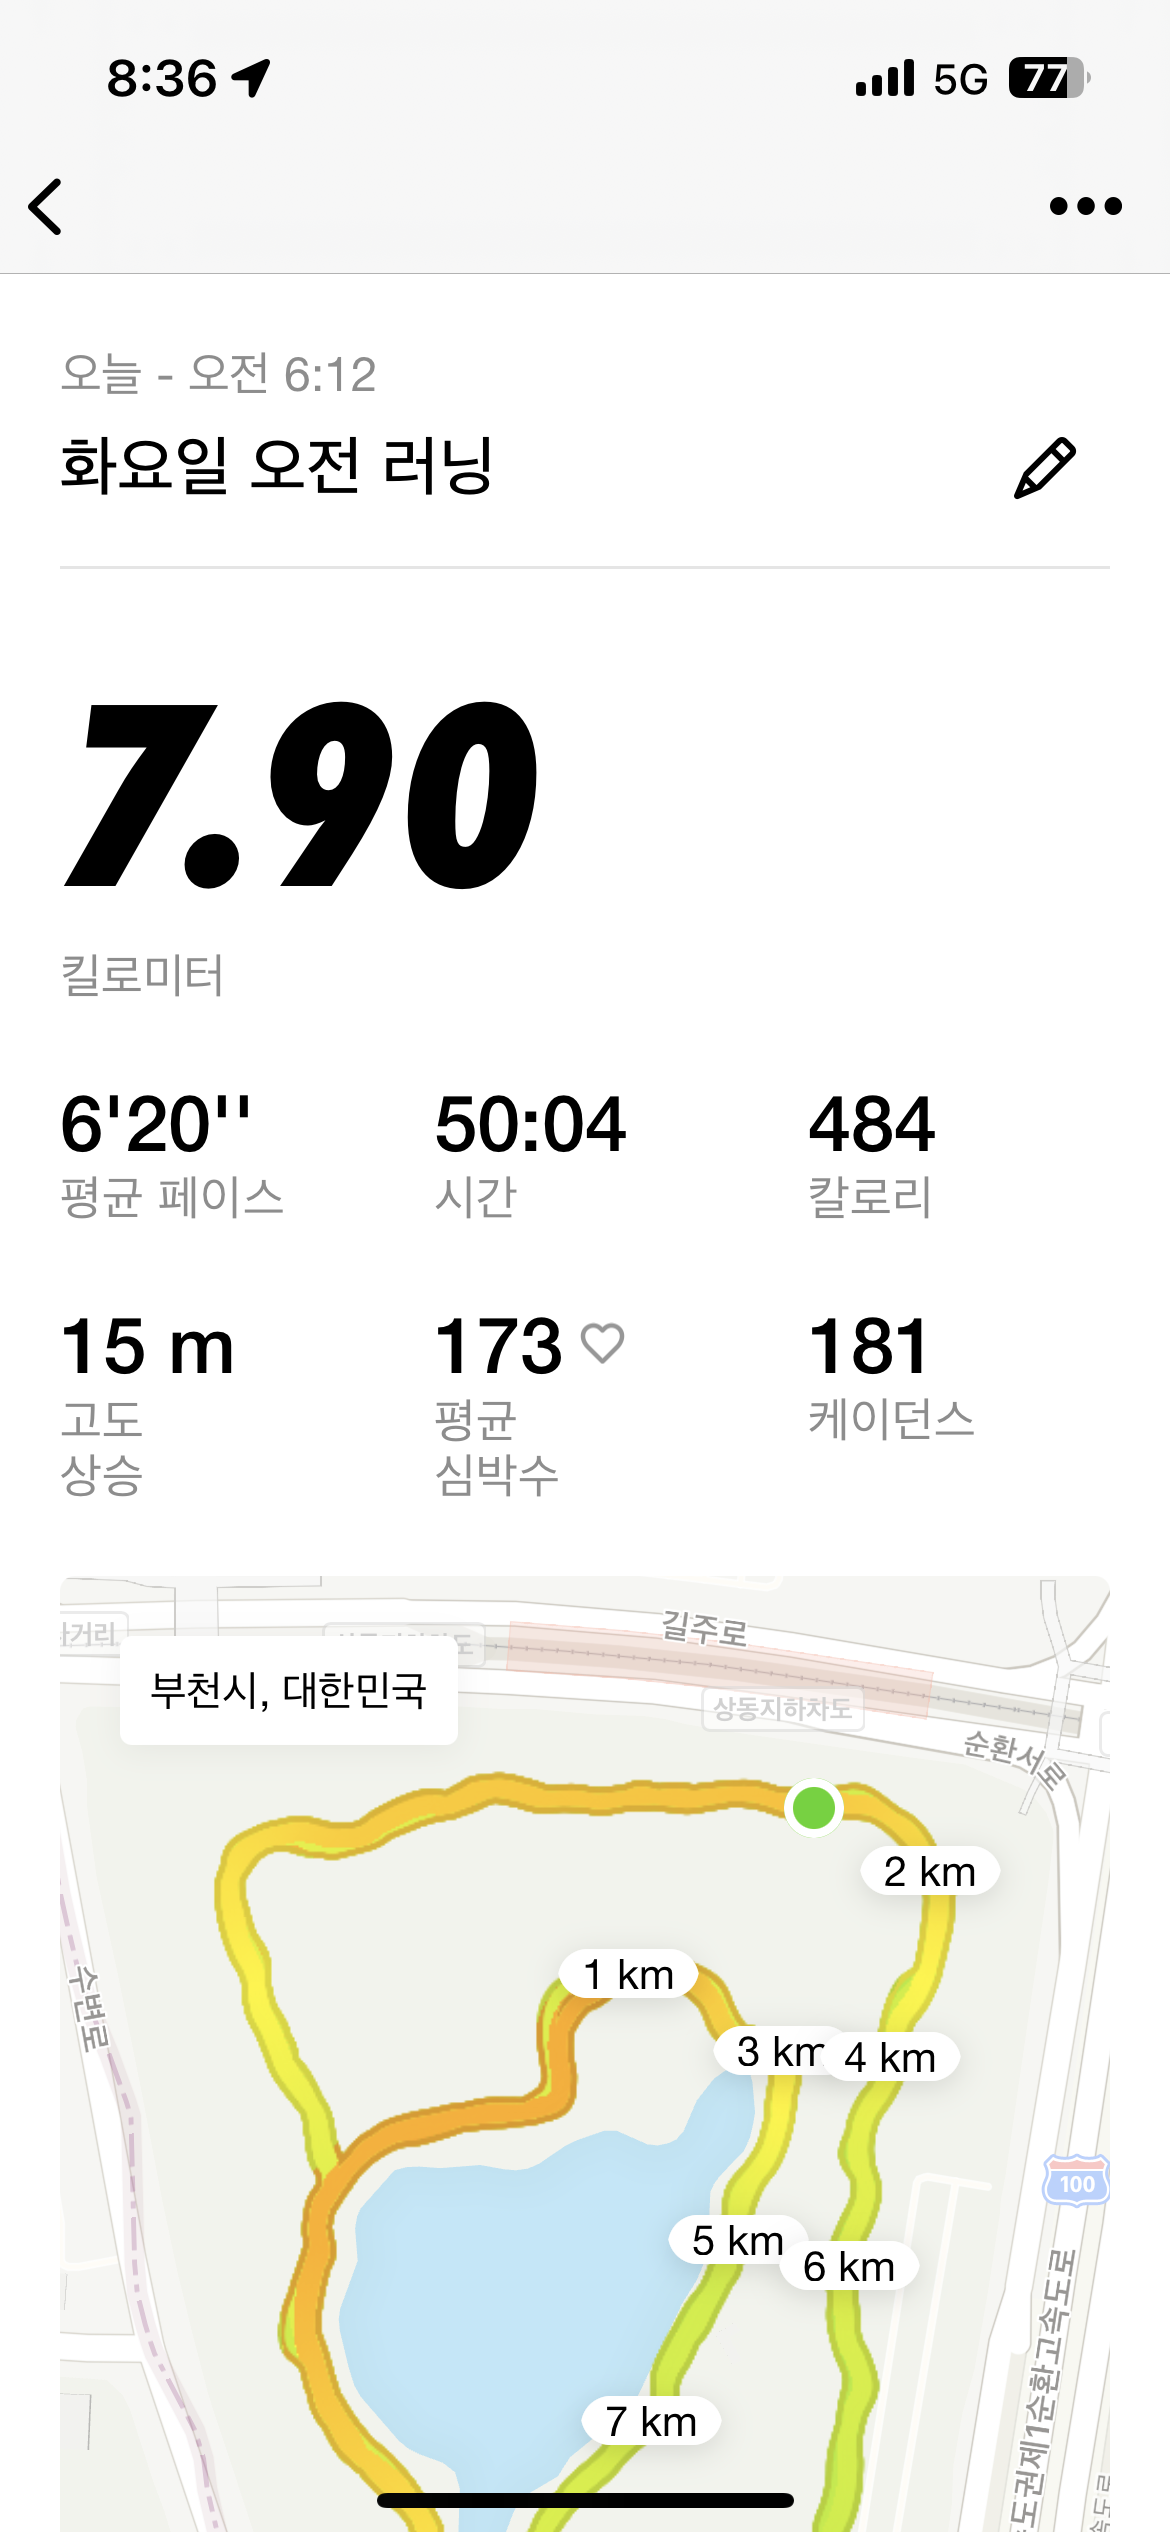 8:36
5G
77
오늘 - 오전 6:12
화요일 오전 러닝
7.90
킬로미터
6'20''
평균 페이스
50:04
시간
484
칼로리
15 m
고도
상승
173
평균
심박수
181
케이던스
길주로
부천시, 대한민국
상동지하차도
순환서로
2 km
1 km
수변로
3 km
4 km
100
5 km
6 km
7 km
도권제1순환고속도로